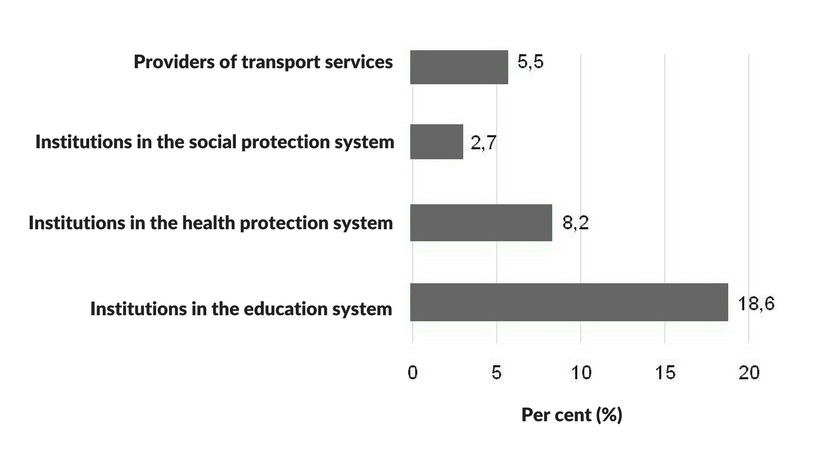 Providers of transport services
5,5
Institutions in the social protection system
2,7
Institutions in the health protection system
8,2
Institutions in the education system
18,6
0 5 10 15 20
Per cent (%)